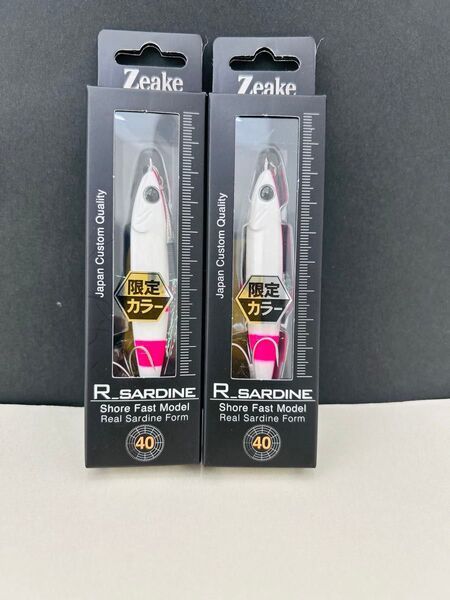 Zeake
Japan Custom Quality
限定
カラー
R_SARDINE
Shore Fast Model
Real Sardine Form
40
Zeake
Japan Custom Quality
限定
カラー
R_SARDINE
Shore Fast Model
Real Sardine Form
40